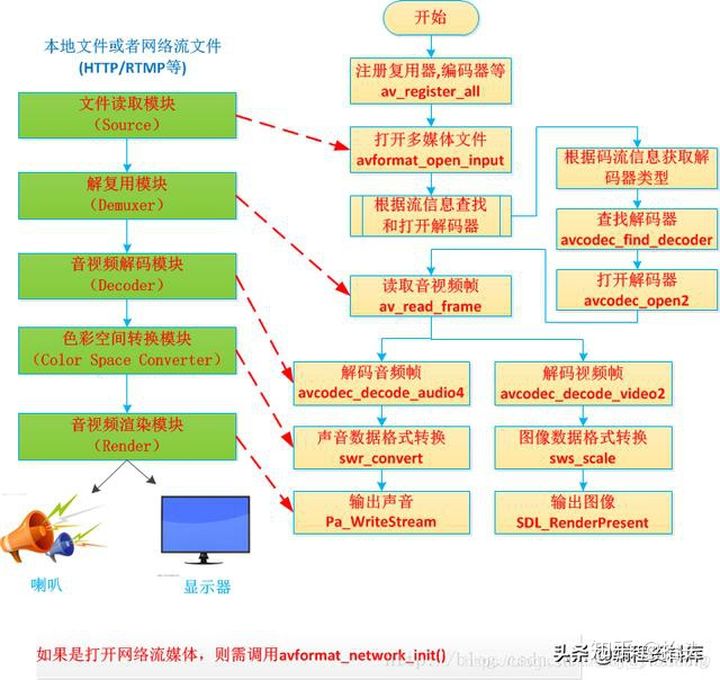 开始
本地文件或者网络流文件
(HTTP/RTMP等)
注册复用器,编码器等
av_register_all
文件读取模块
（Source）
打开多媒体文件
avformat_open_input
根据码流信息获取解
码器类型
解复用模块
（Demuxer）
根据流信息查找
和打开解码器
查找解码器
avcodec_find_decoder
音视频解码模块
（Decoder）
读取音视频帧
av_read_frame
打开解码器
avcodec_open2
色彩空间转换模块
（Color Space Converter）
解码音频帧
avcodec_decode_audio4
解码视频帧
avcodec_decode_video2
音视频渲染模块
（Render）
声音数据格式转换
swr_convert
图像数据格式转换
sws_scale
输出声音
Pa_WriteStream
输出图像
SDL_RenderPresent
喇叭
显示器
如果是打开网络流媒体，则需调用avformat_network_init()